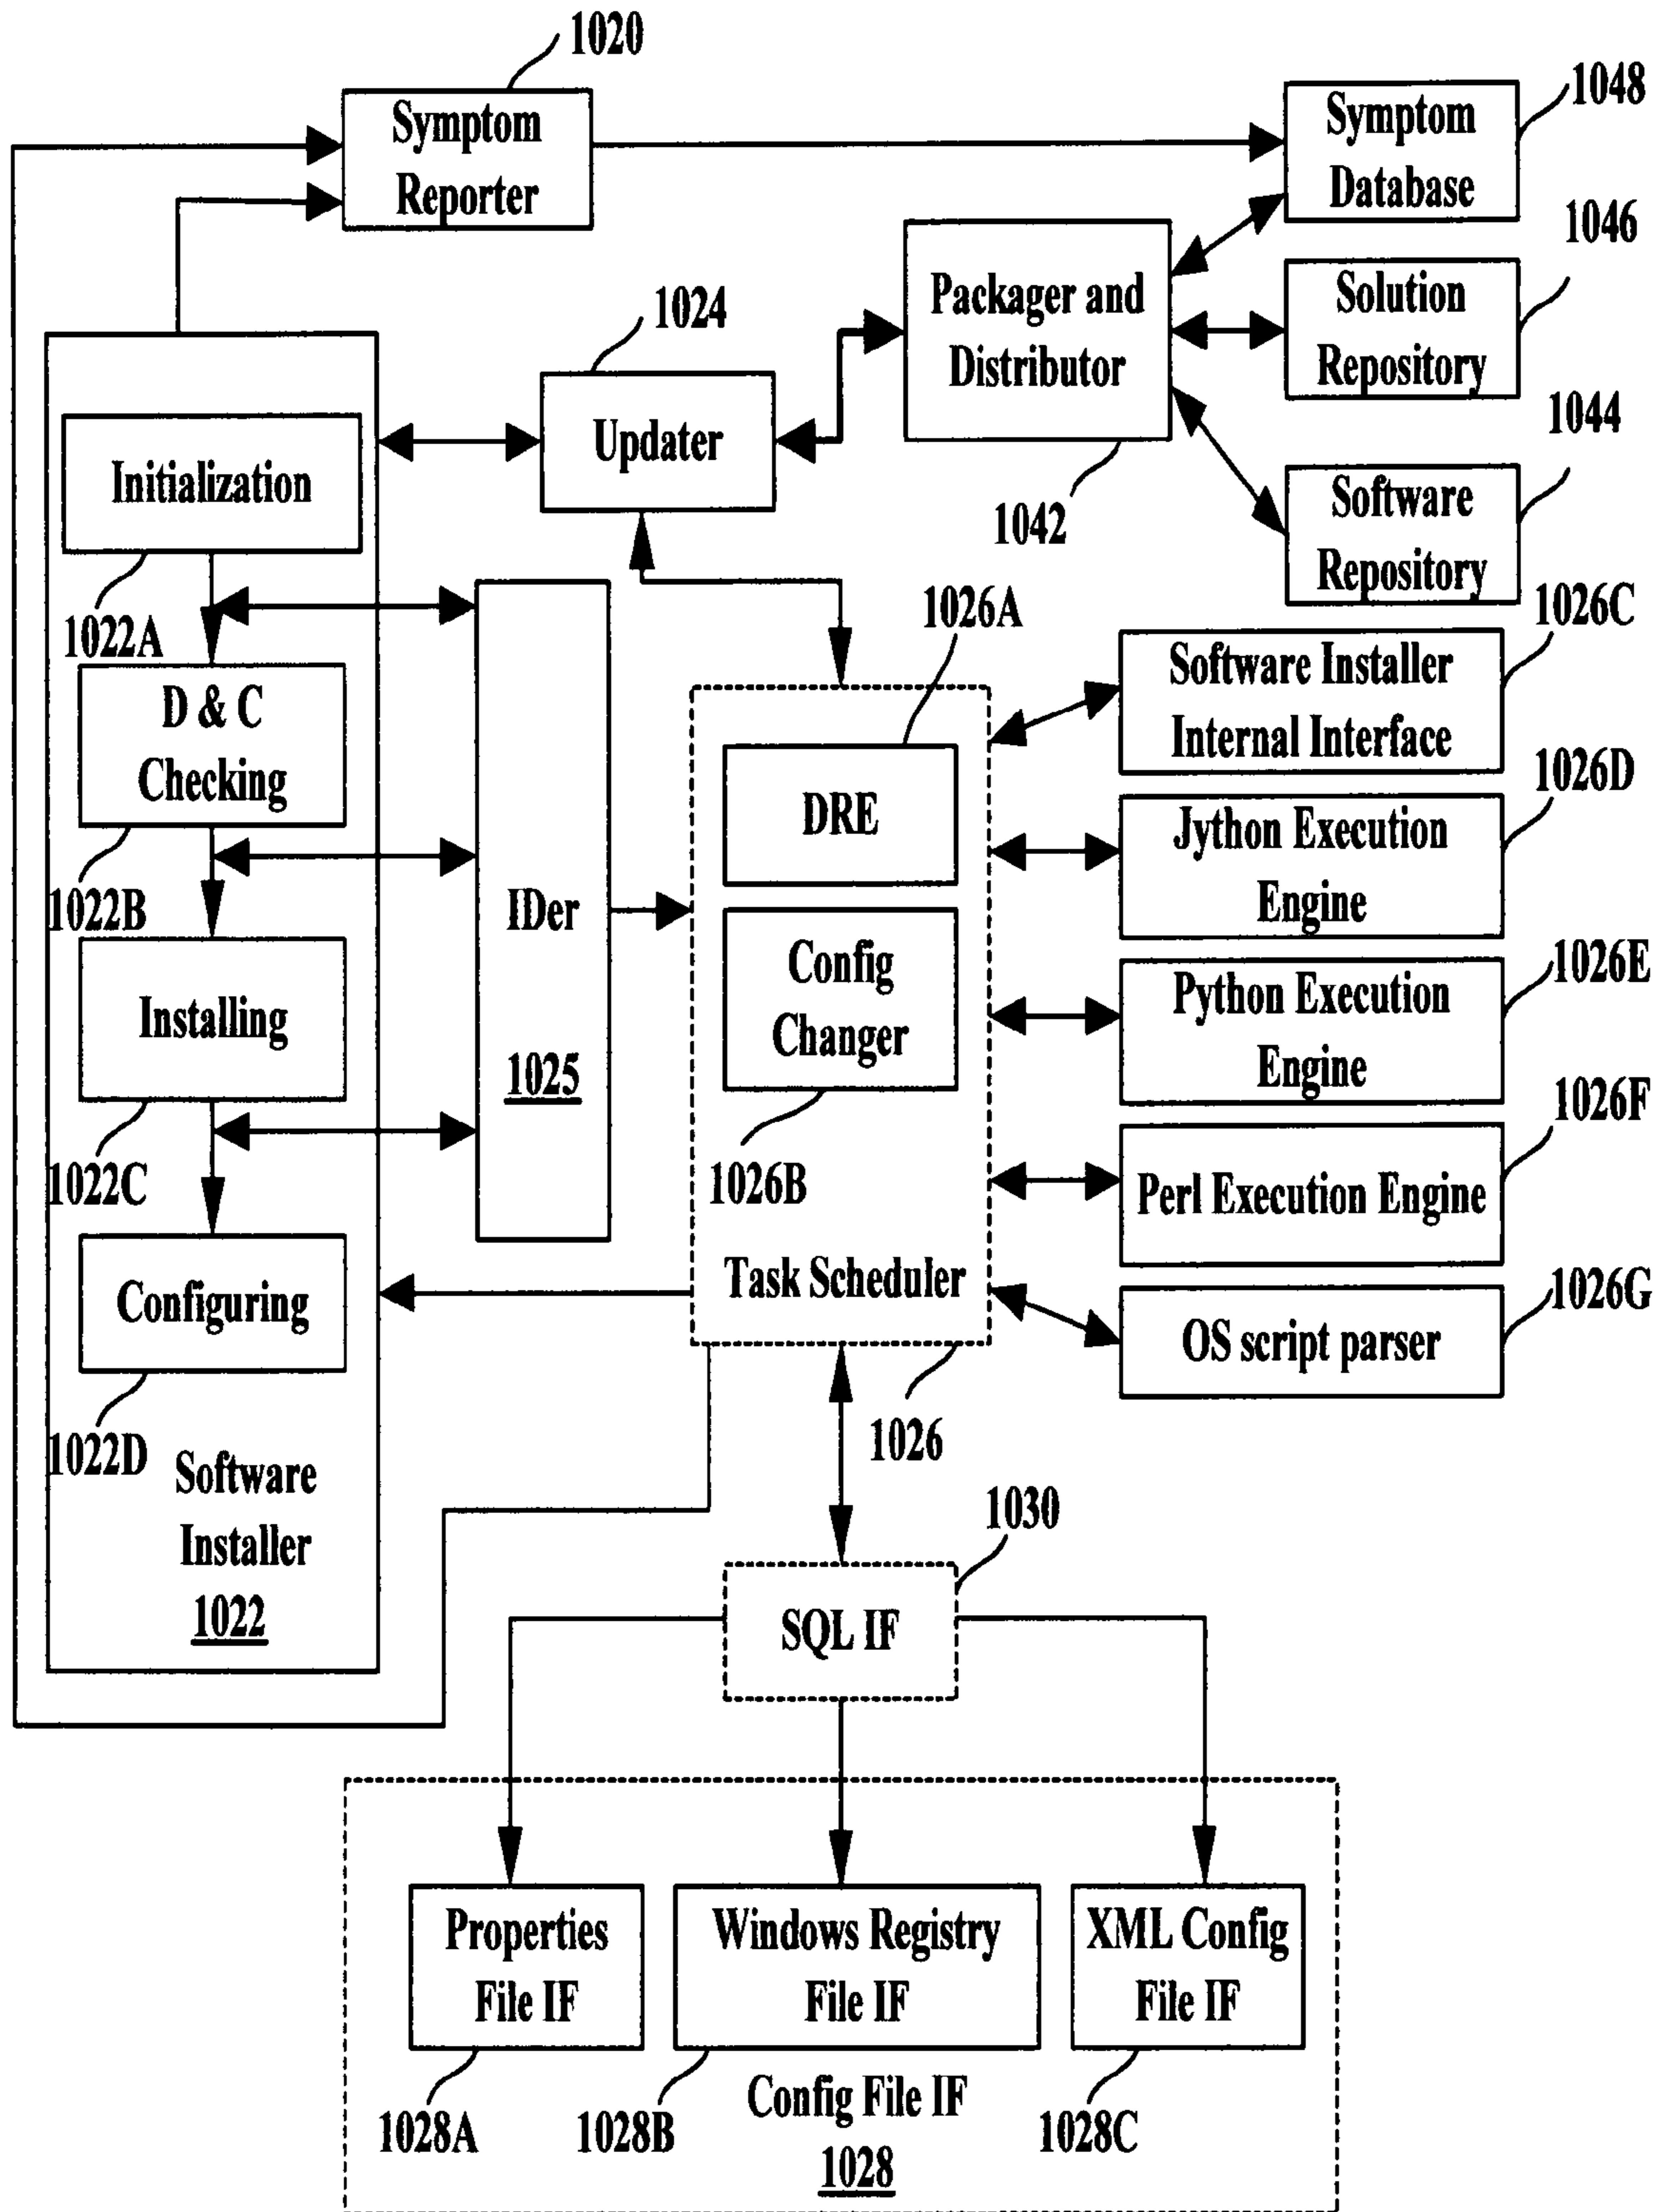 1020
Symptom
Reporter
1048
Symptom
Database
1046
Solution
Repository
1044
Software
Repository
Packager and
Distributor
1042
1024
Updater
Initialization
1022A
D & C
Checking
1022B
Installing
1022C
Configuring
1022D
Software
Installer
1022
IDer
1025
1026A
DRE
Config
Changer
1026B
Task Scheduler
1026
1026C
Software Installer
Internal Interface
1026D
Jython Execution
Engine
1026E
Python Execution
Engine
1026F
Perl Execution Engine
1026G
OS script parser
1030
SQL IF
Properties
File IF
1028A
Windows Registry
File IF
1028B
XML Config
File IF
1028C
Config File IF
1028